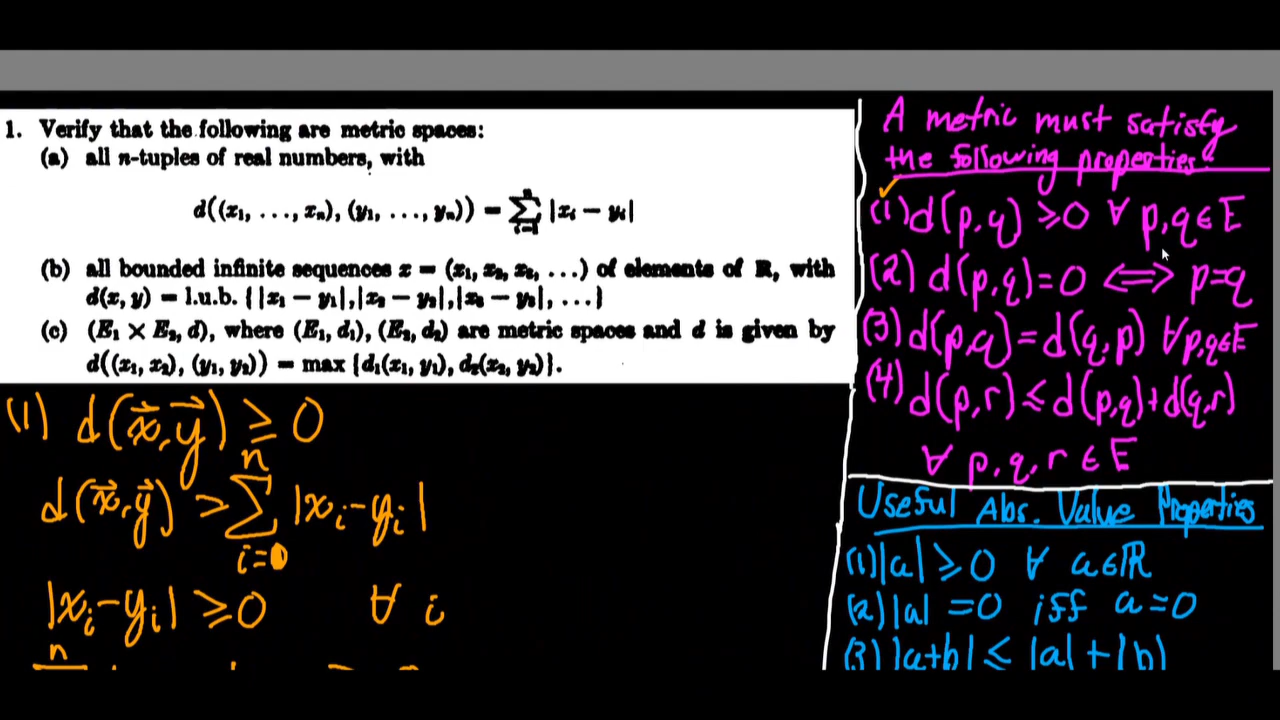 1. Verify that the following are metric spaces:
(a) all n-tuples of real numbers, with
d((x₁, ..., xₙ), (y₁, ..., yₙ)) = ∑ᵢ₌₁ⁿ |xᵢ − yᵢ|
(b) all bounded infinite sequences x = (x₁, x₂, x₃, ...) of elements of R, with
d(x, y) = l.u.b. {|x₁ − y₁|, |x₂ − y₂|, |x₃ − y₃|, ...}
(c) (E₁ × E₂, d), where (E₁, d₁), (E₂, d₂) are metric spaces and d is given by
d((x₁, x₂), (y₁, y₂)) = max {d₁(x₁, y₁), d₂(x₂, y₂)}.
(1) d(x⃗,y⃗) ≥ 0
d(x⃗,y⃗) = ∑ |xᵢ−yᵢ|
n
|xᵢ−yᵢ| ≥ 0 ∀ i
n
A metric must satisfy
the following properties:
(1) d(p,q) ≥ 0 ∀ p,q ∈ E
(2) d(p,q) = 0 ⟺ p=q
(3) d(p,q) = d(q,p) ∀ p,q ∈ E
(4) d(p,r) ≤ d(p,q)+d(q,r)
∀ p,q,r ∈ E
Useful Abs. Value Properties
(1) |a| ≥ 0 ∀ a∈ℝ
(2) |a| = 0 iff a=0
(3) |a+b| ≤ |a|+|b|